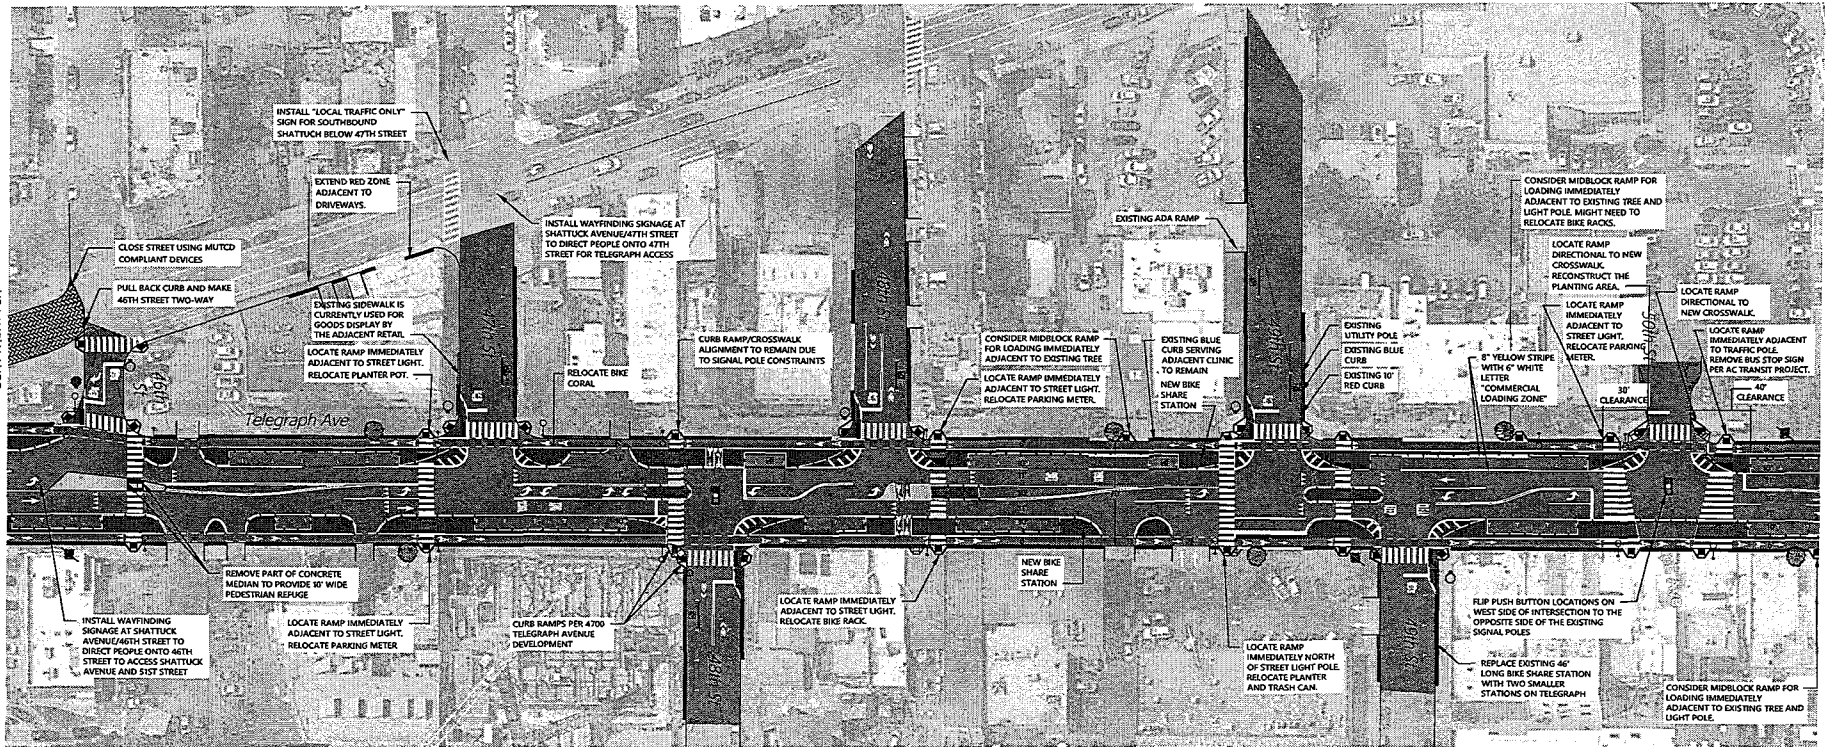 INSTALL "LOCAL TRAFFIC ONLY"
SIGN FOR SOUTHBOUND
SHATTUCH BELOW 47TH STREET
EXTEND RED ZONE
ADJACENT TO
DRIVEWAYS.
CLOSE STREET USING MUTCD
COMPLIANT DEVICES
PULL BACK CURB AND MAKE
46TH STREET TWO-WAY
INSTALL WAYFINDING SIGNAGE AT
SHATTUCK AVENUE/47TH STREET
TO DIRECT PEOPLE ONTO 47TH
STREET FOR TELEGRAPH ACCESS
EXISTING SIDEWALK IS
CURRENTLY USED FOR
GOODS DISPLAY BY
THE ADJACENT RETAIL
LOCATE RAMP IMMEDIATELY
ADJACENT TO STREET LIGHT.
RELOCATE PLANTER POT.
46th St
Telegraph Ave
47th St
RELOCATE BIKE
CORAL
CURB RAMP/CROSSWALK
ALIGNMENT TO REMAIN DUE
TO SIGNAL POLE CONSTRAINTS
48th St
EXISTING ADA RAMP
CONSIDER MIDBLOCK RAMP
FOR LOADING IMMEDIATELY
ADJACENT TO EXISTING TREE
LOCATE RAMP IMMEDIATELY
ADJACENT TO STREET LIGHT.
RELOCATE PARKING METER.
EXISTING BLUE
CURB SERVING
ADJACENT CLINIC
TO REMAIN
NEW BIKE
SHARE
STATION
49th St
EXISTING
UTILITY POLE
EXISTING BLUE
CURB
EXISTING 10'
RED CURB
CONSIDER MIDBLOCK RAMP FOR
LOADING IMMEDIATELY
ADJACENT TO EXISTING TREE AND
LIGHT POLE. MIGHT NEED TO
RELOCATE BIKE RACKS.
LOCATE RAMP
DIRECTIONAL TO NEW
CROSSWALK.
RECONSTRUCT THE
PLANTING AREA.
LOCATE RAMP
IMMEDIATELY
ADJACENT TO
STREET LIGHT.
RELOCATE PARKING
METER.
8" YELLOW STRIPE
WITH 6" WHITE
LETTER
"COMMERCIAL
LOADING ZONE"
30'
CLEARANCE
50th St
LOCATE RAMP
DIRECTIONAL TO
NEW CROSSWALK.
LOCATE RAMP
IMMEDIATELY ADJACENT
TO TRAFFIC POLE.
REMOVE BUS STOP SIGN
PER AC TRANSIT PROJECT.
40'
CLEARANCE
REMOVE PART OF CONCRETE
MEDIAN TO PROVIDE 10' WIDE
PEDESTRIAN REFUGE
INSTALL WAYFINDING
SIGNAGE AT SHATTUCK
AVENUE/46TH STREET TO
DIRECT PEOPLE ONTO 46TH
STREET TO ACCESS SHATTUCK
AVENUE AND 51ST STREET
LOCATE RAMP IMMEDIATELY
ADJACENT TO STREET LIGHT.
RELOCATE PARKING METER
CURB RAMPS PER 4700
TELEGRAPH AVENUE
DEVELOPMENT
48th St
LOCATE RAMP IMMEDIATELY
ADJACENT TO STREET LIGHT.
RELOCATE BIKE RACK.
NEW BIKE
SHARE
STATION
LOCATE RAMP
IMMEDIATELY NORTH
OF STREET LIGHT POLE.
RELOCATE PLANTER
AND TRASH CAN.
49th St
FLIP PUSH BUTTON LOCATIONS ON
WEST SIDE OF INTERSECTION TO THE
OPPOSITE SIDE OF THE EXISTING
SIGNAL POLES
REPLACE EXISTING 46'
LONG BIKE SHARE STATION
WITH TWO SMALLER
STATIONS ON TELEGRAPH
CONSIDER MIDBLOCK RAMP FOR
LOADING IMMEDIATELY
ADJACENT TO EXISTING TREE AND
LIGHT POLE.